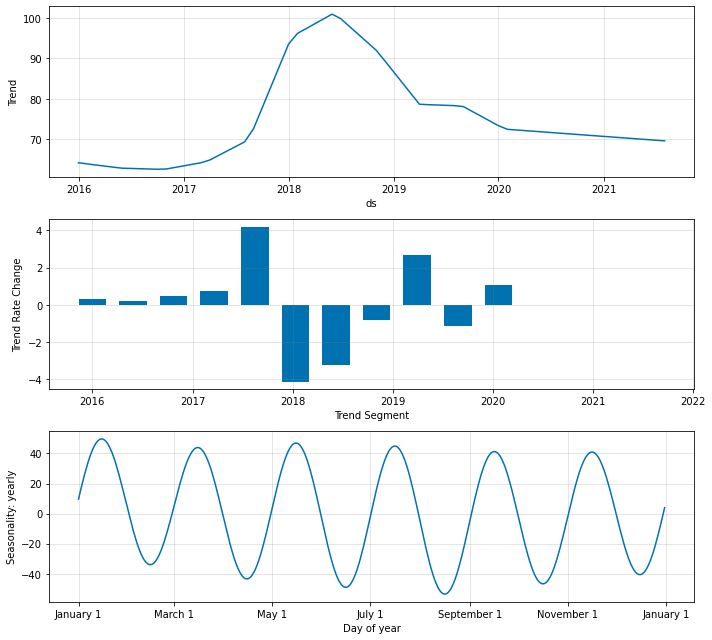 100
90
80
70
Trend
2016 2017 2018 2019 2020 2021
ds
4
2
0
−2
−4
Trend Rate Change
2016 2017 2018 2019 2020 2021 2022
Trend Segment
40
20
0
−20
−40
Seasonality: yearly
January 1 March 1 May 1 July 1 September 1 November 1 January 1
Day of year